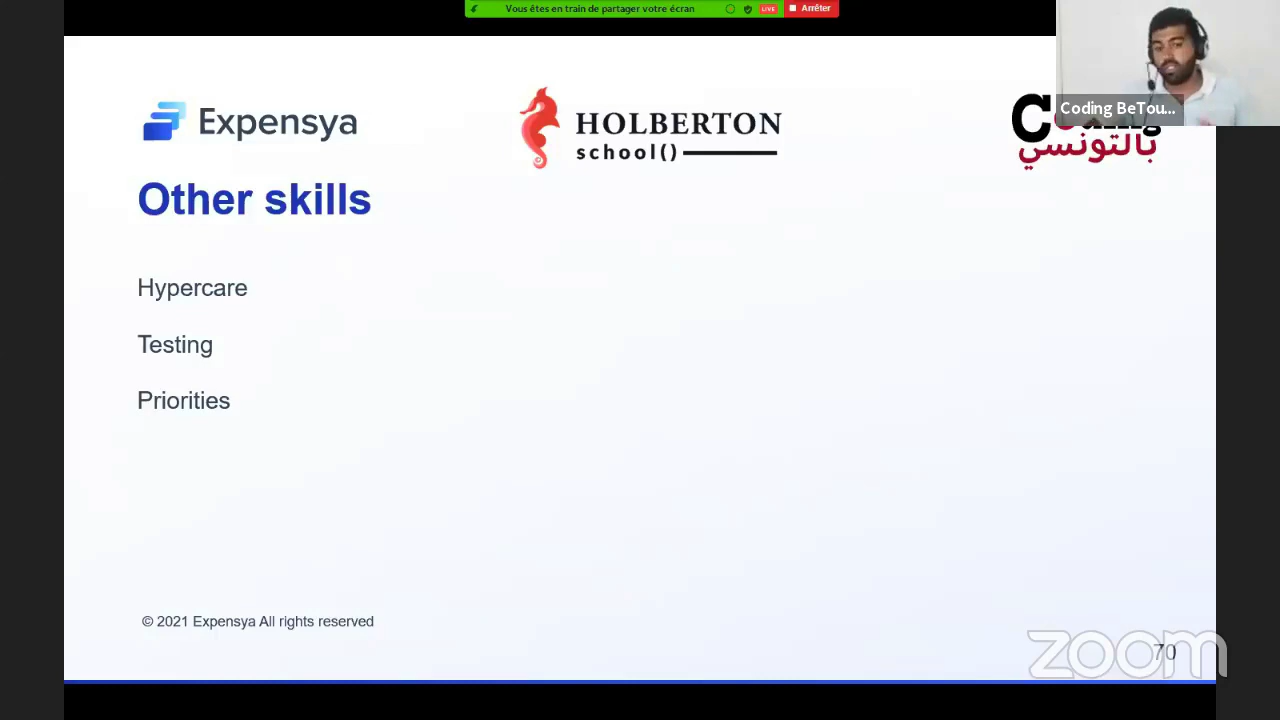 Vous êtes en train de partager votre écran
LIVE
Arrêter
Expensya
HOLBERTON
school()
Coding BeTou...
بالتونسي
Other skills
Hypercare
Testing
Priorities
© 2021 Expensya All rights reserved
70
zoom